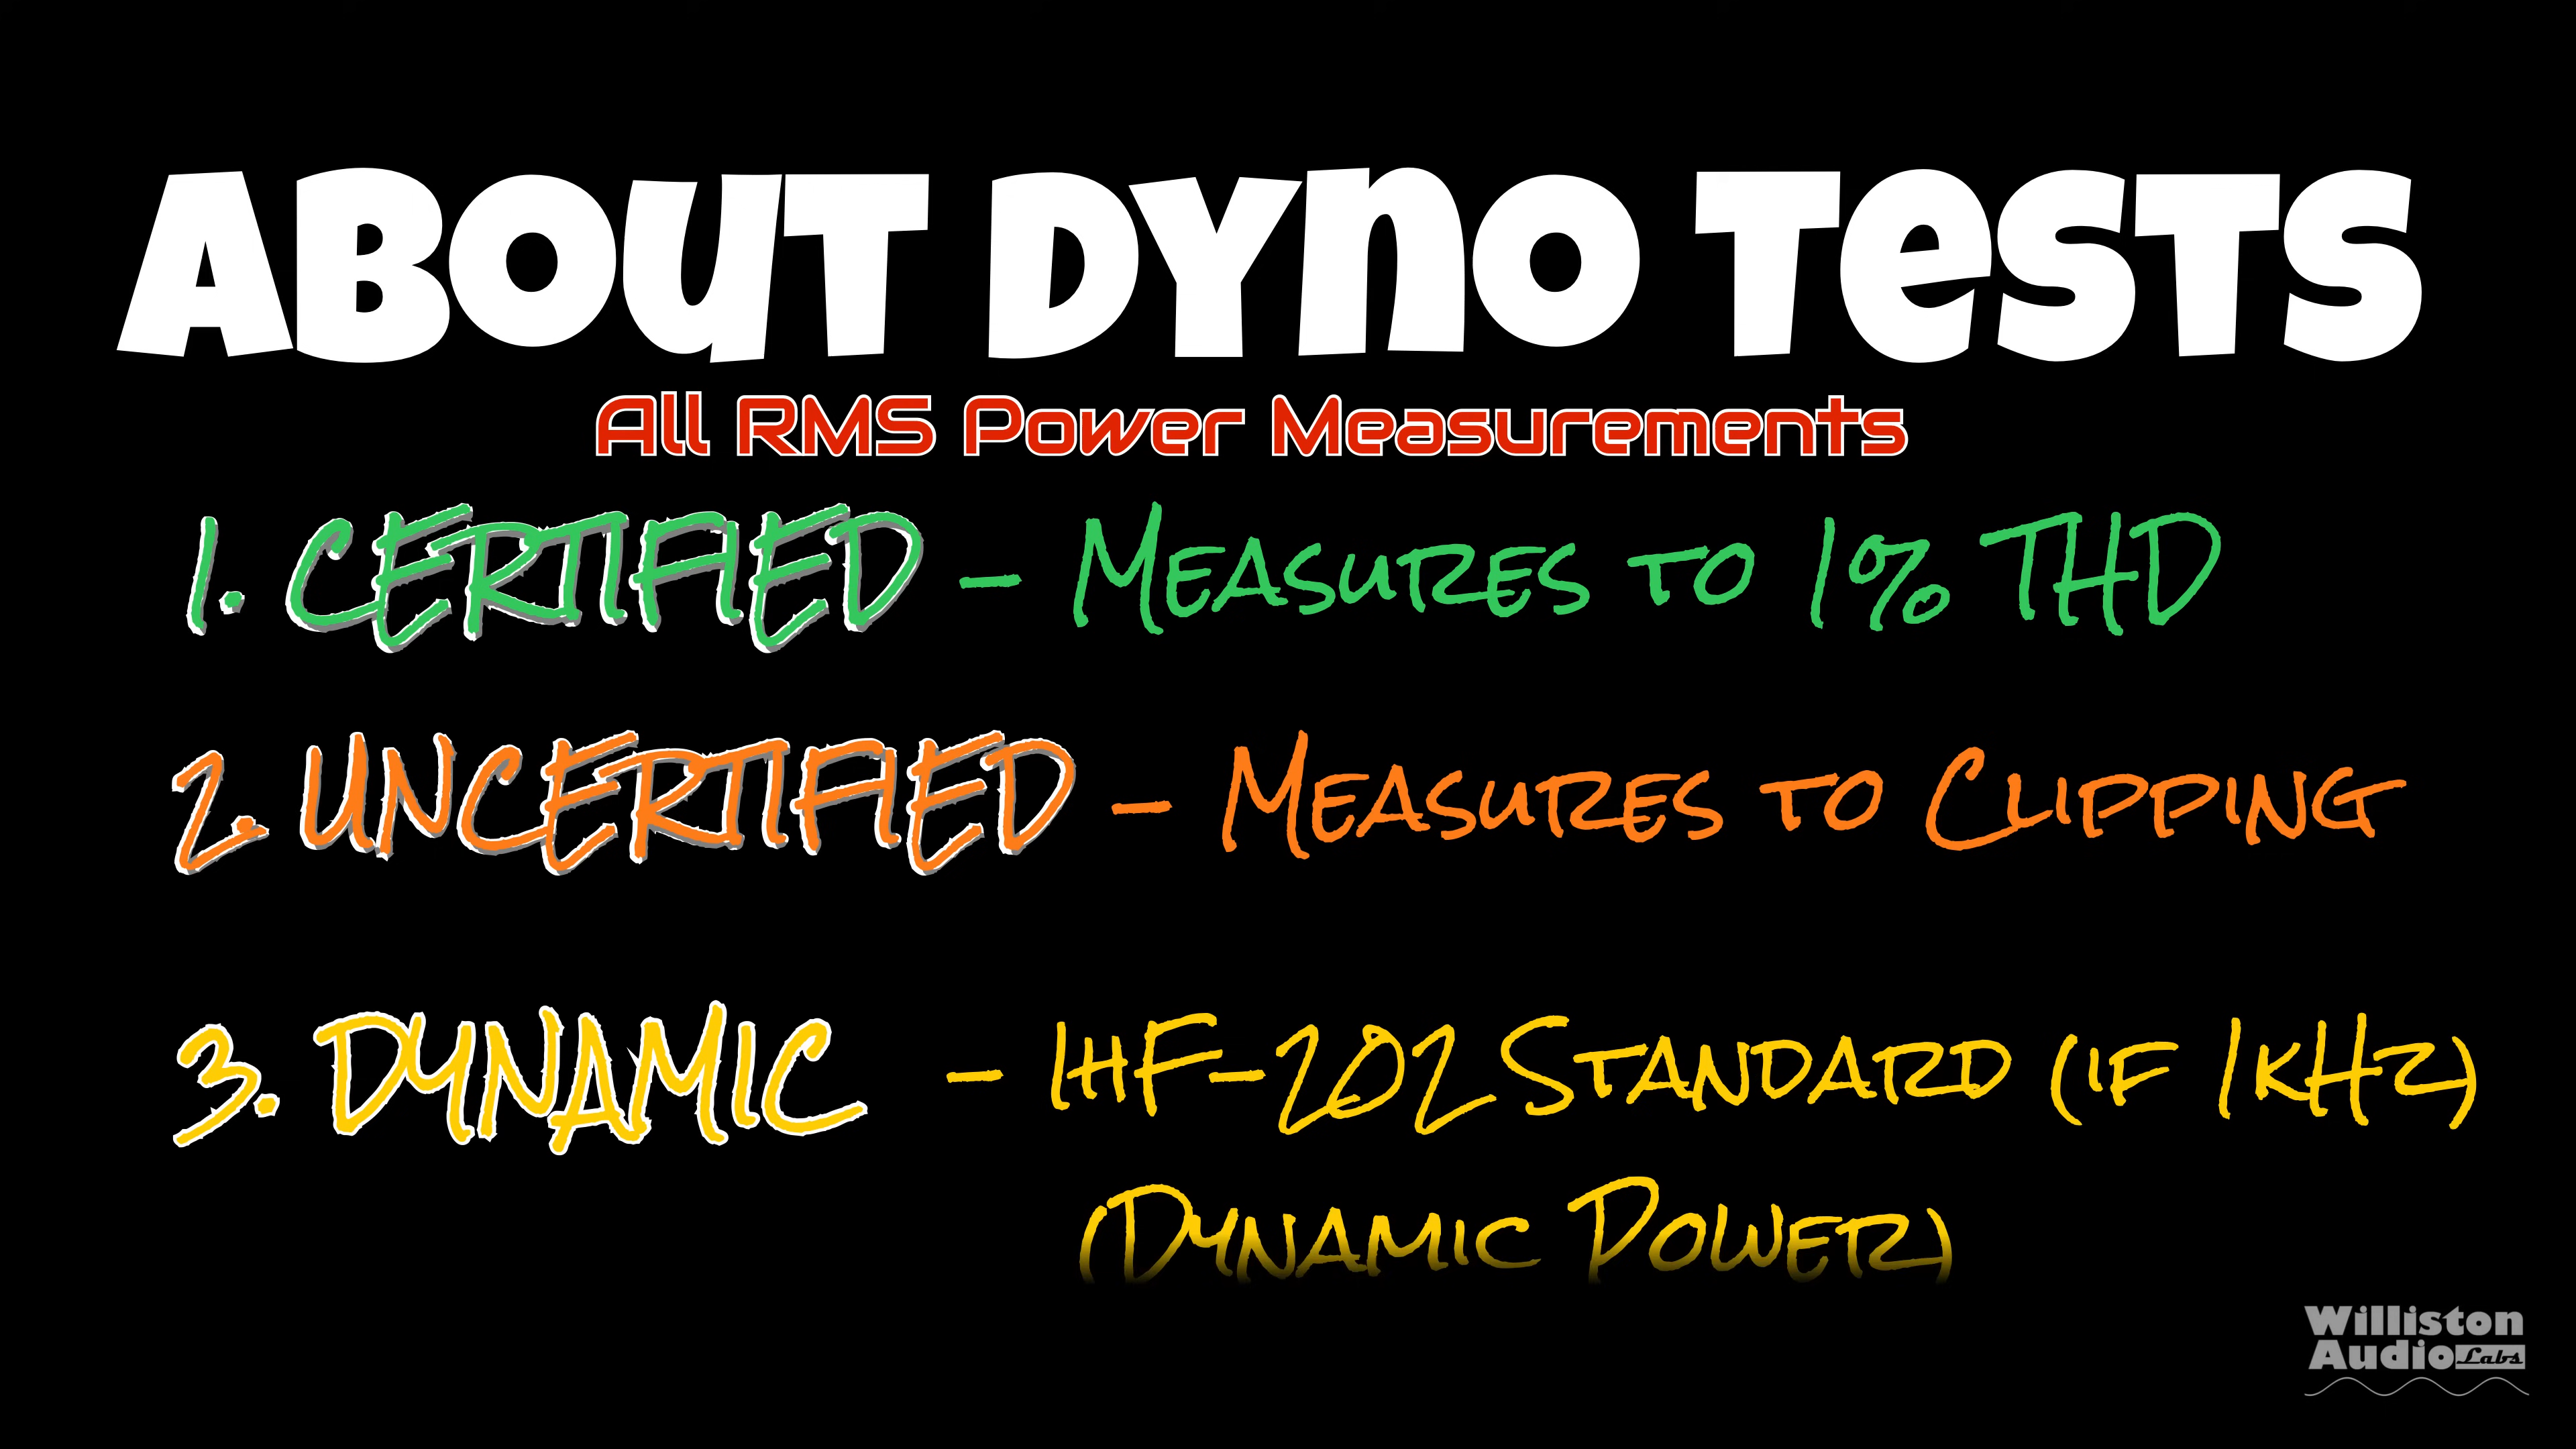 About Dyno Tests
All RMS Power Measurements
1. CERTIFIED - Measures to 1% THD
2. UNCERTIFIED - Measures to Clipping
3. DYNAMIC - IHF-202 Standard (if 1kHz)
(Dynamic Power)
Williston
Audio Labs